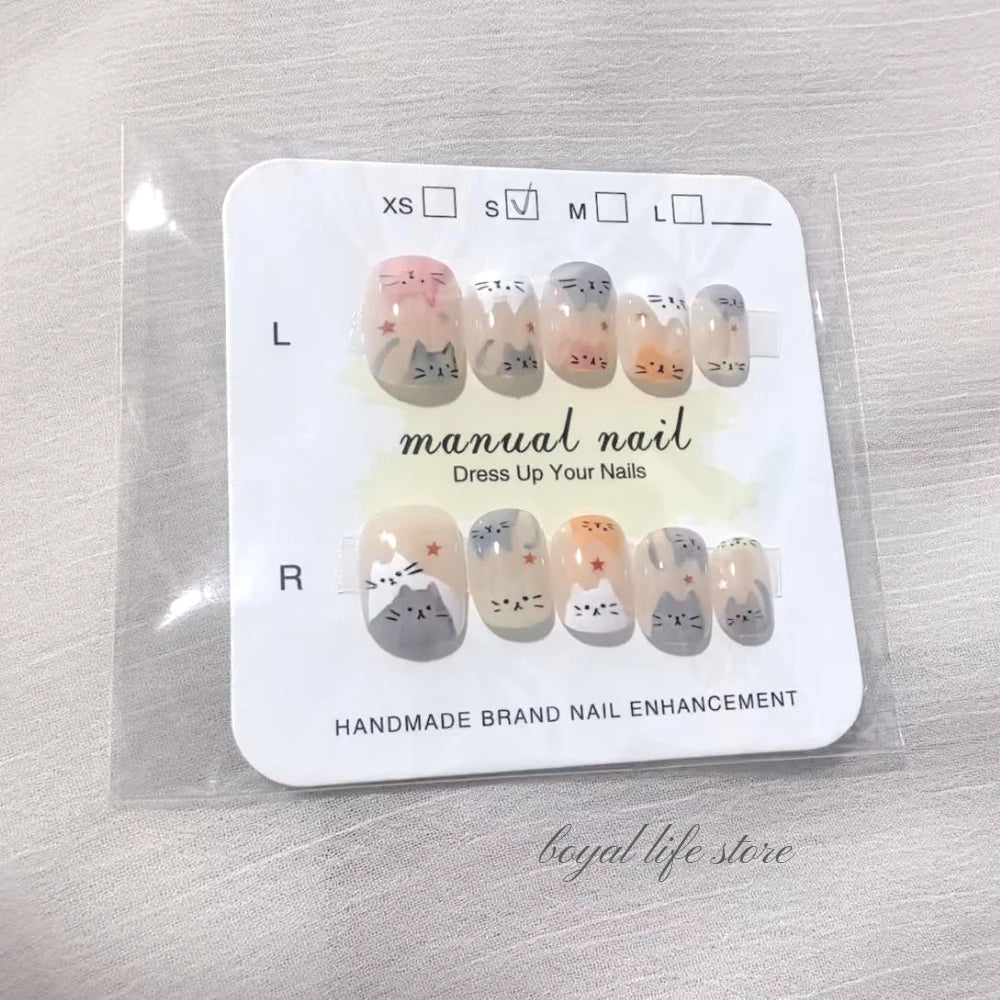 XS S M L
L
manual nail
Dress Up Your Nails
R
HANDMADE BRAND NAIL ENHANCEMENT
boyal life store